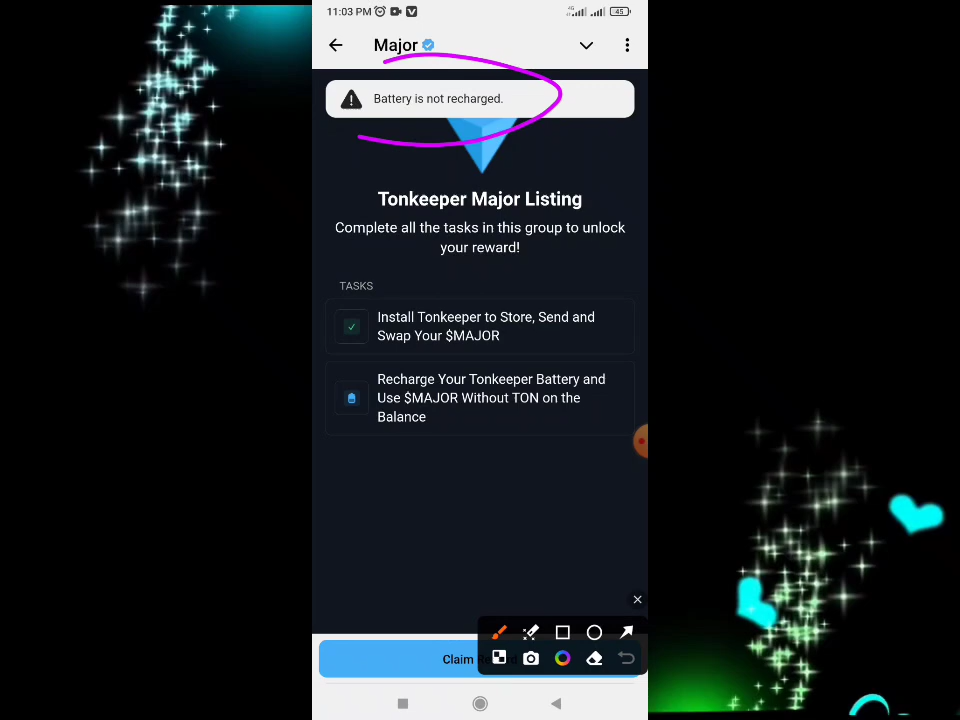 11:03 PM
4G
45
Major
Battery is not recharged.
Tonkeeper Major Listing
Complete all the tasks in this group to unlock
your reward!
TASKS
Install Tonkeeper to Store, Send and
Swap Your $MAJOR
Recharge Your Tonkeeper Battery and
Use $MAJOR Without TON on the
Balance
Claim